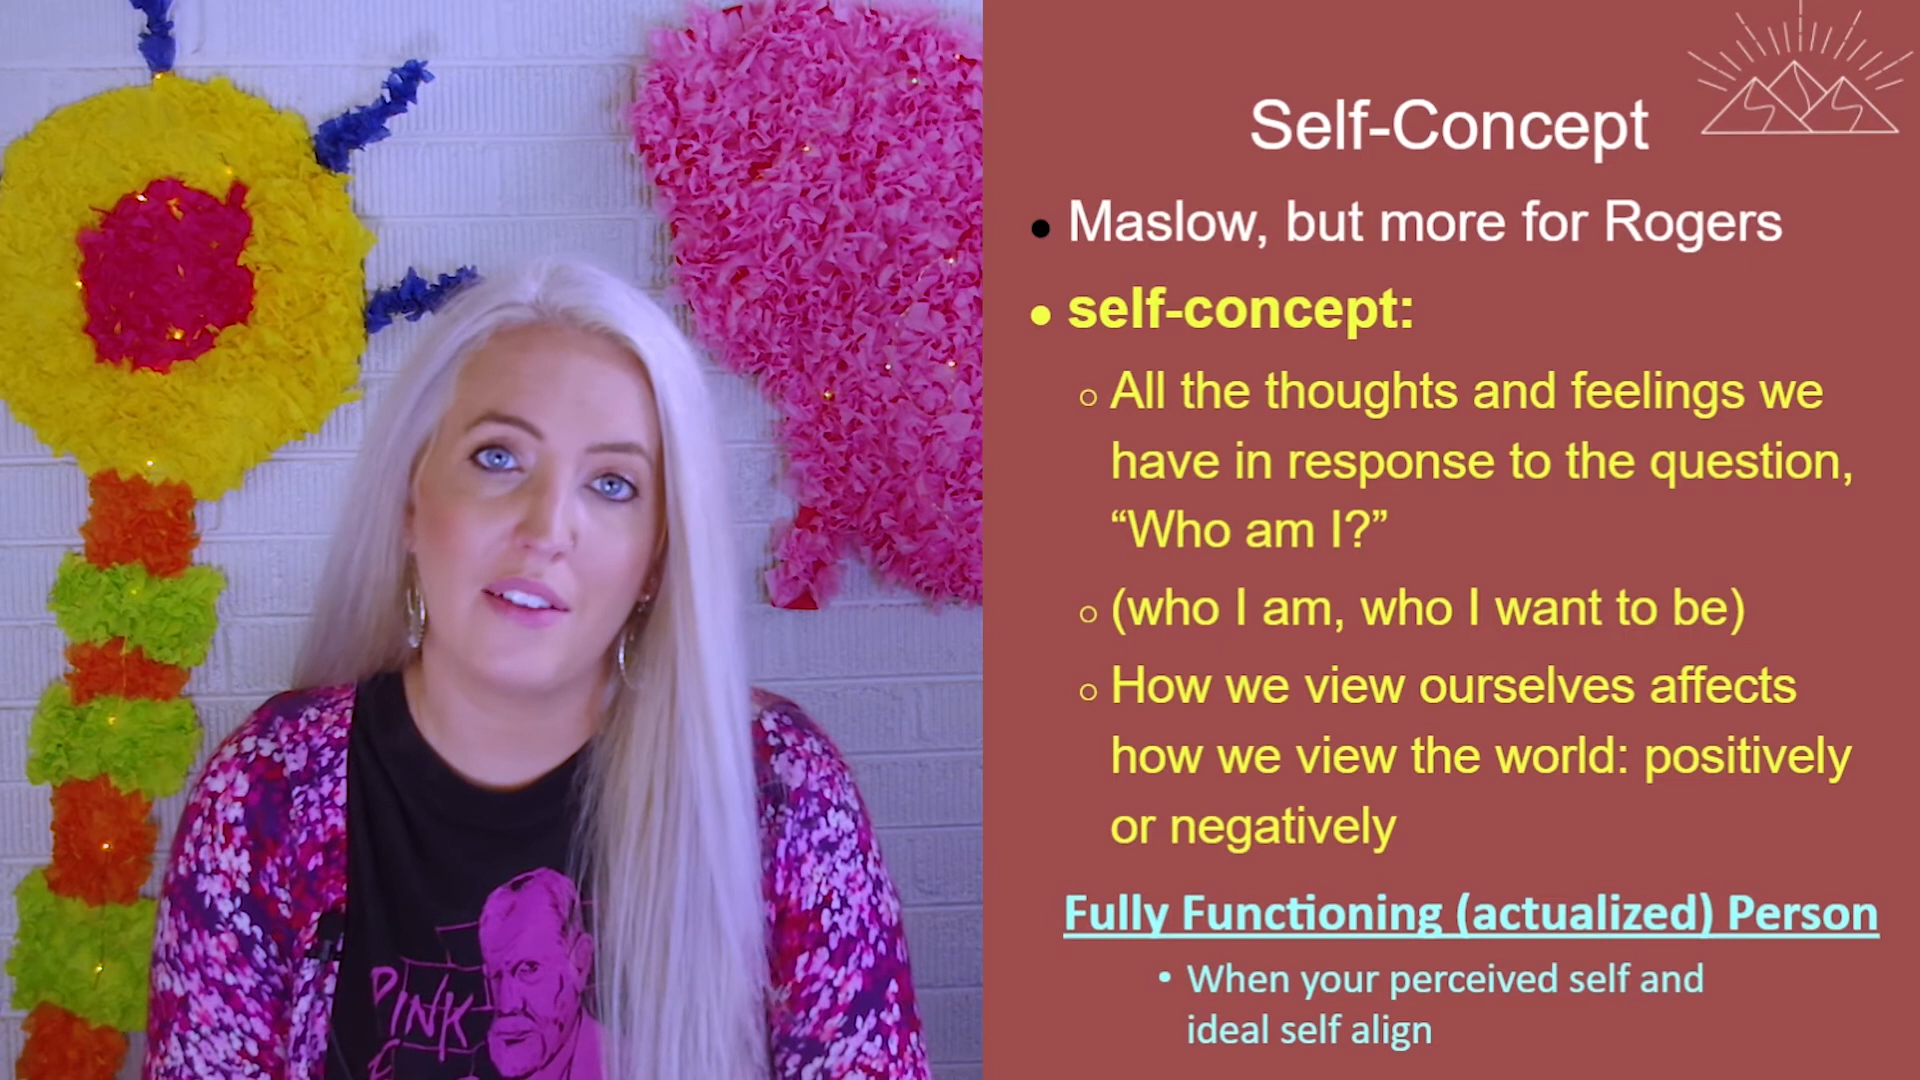 Self-Concept
• Maslow, but more for Rogers
• self-concept:
○ All the thoughts and feelings we
have in response to the question,
“Who am I?”
○ (who I am, who I want to be)
○ How we view ourselves affects
how we view the world: positively
or negatively
Fully Functioning (actualized) Person
• When your perceived self and
ideal self align
PINK